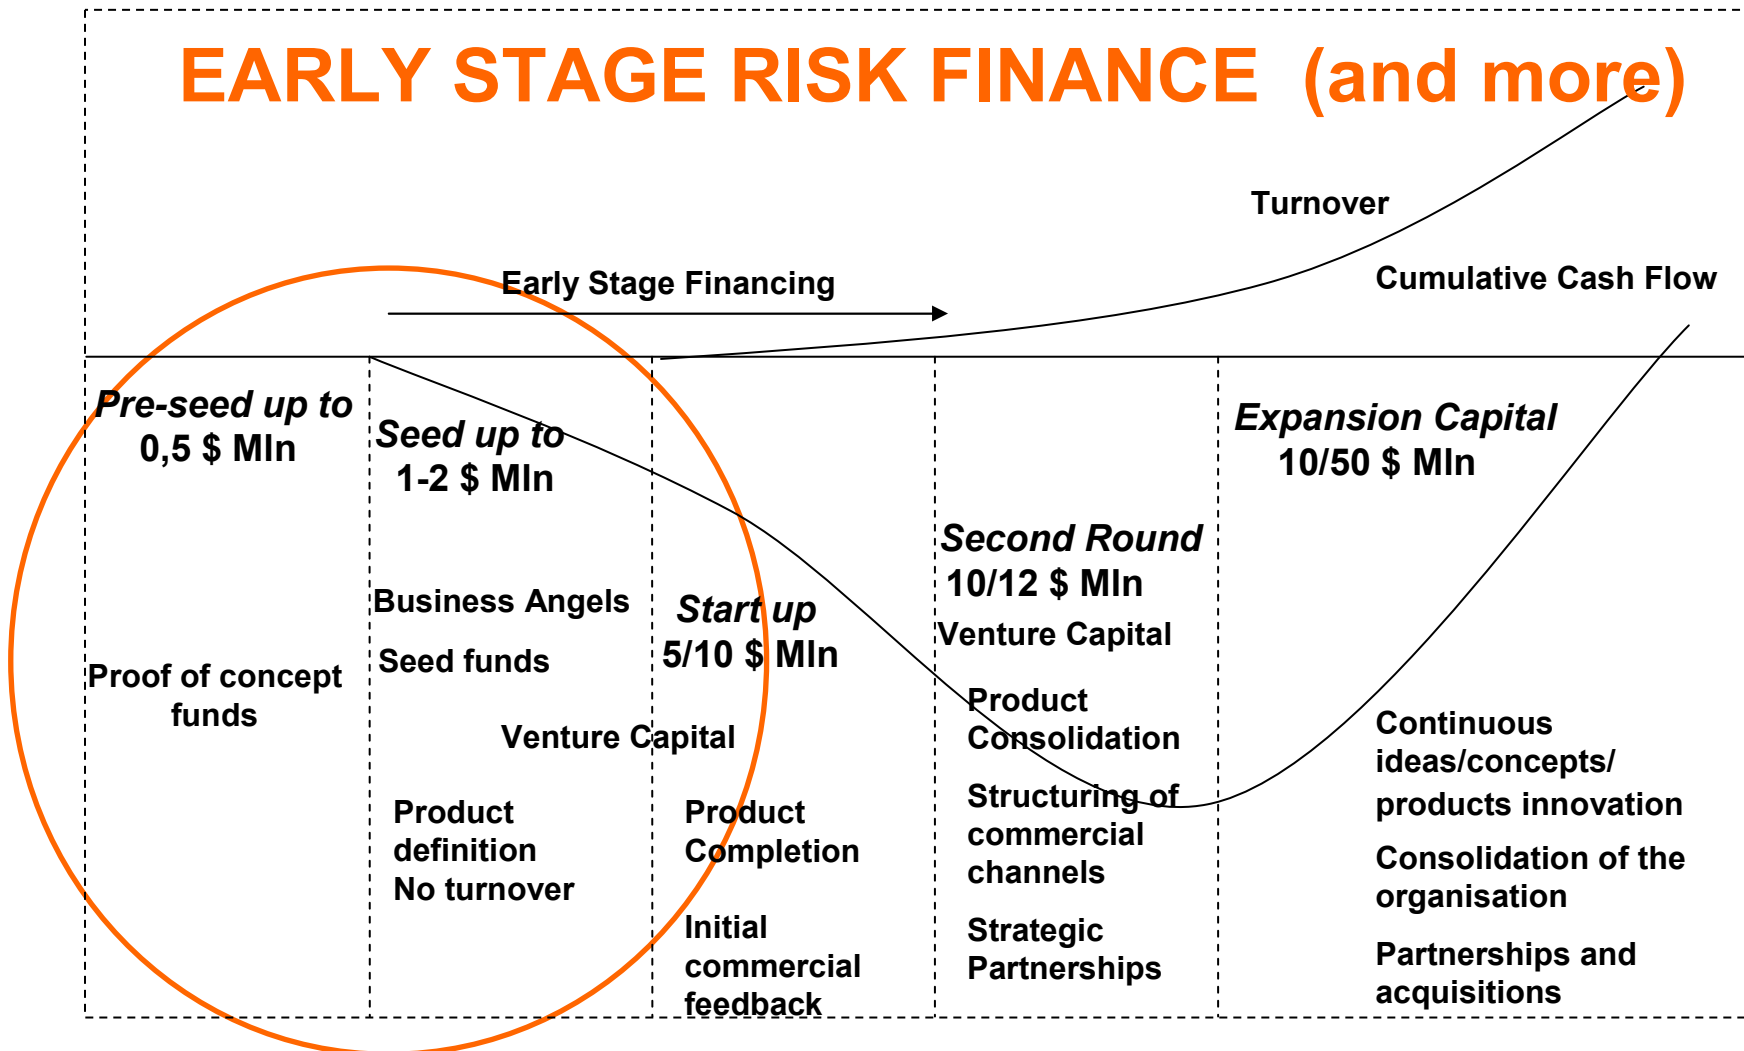 EARLY STAGE RISK FINANCE (and more)
Turnover
Early Stage Financing
Cumulative Cash Flow
Pre-seed up to
0,5 $ Mln
Proof of concept
funds
Seed up to
1-2 $ Mln
Business Angels
Seed funds
Venture Capital
Product
definition
No turnover
Start up
5/10 $ Mln
Product
Completion
Initial
commercial
feedback
Second Round
10/12 $ Mln
Venture Capital
Product
Consolidation
Structuring of
commercial
channels
Strategic
Partnerships
Expansion Capital
10/50 $ Mln
Continuous
ideas/concepts/
products innovation
Consolidation of the
organisation
Partnerships and
acquisitions